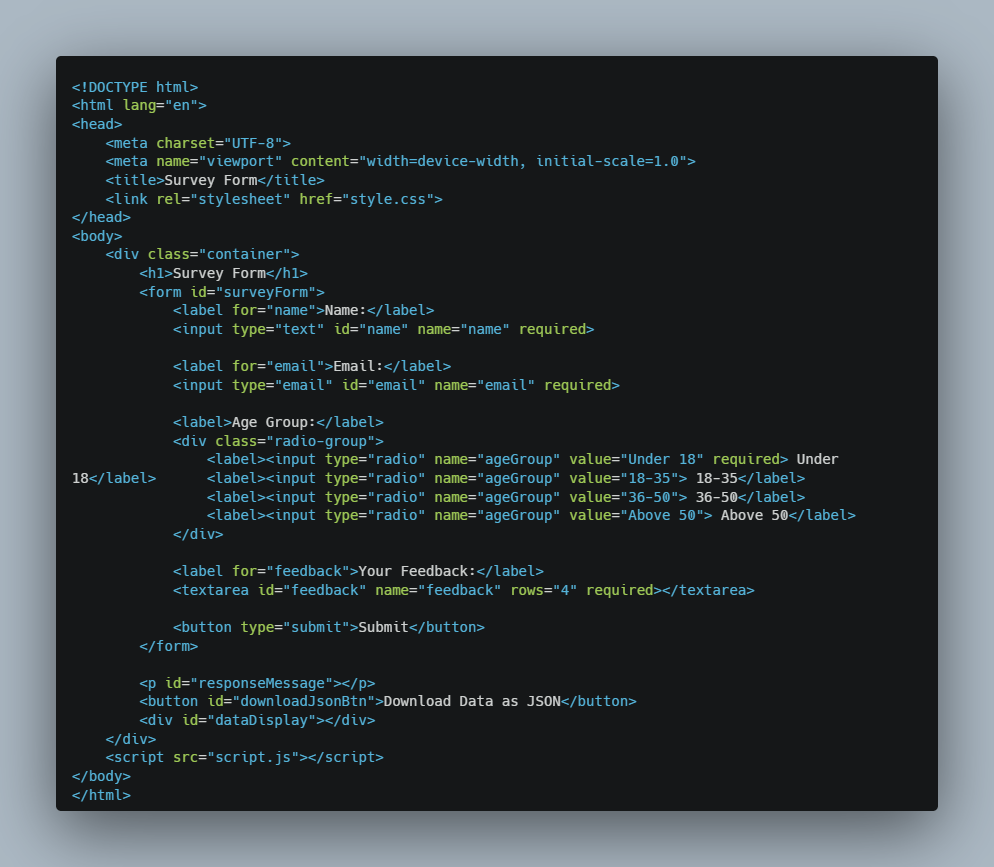 <!DOCTYPE html>
<html lang="en">
<head>
    <meta charset="UTF-8">
    <meta name="viewport" content="width=device-width, initial-scale=1.0">
    <title>Survey Form</title>
    <link rel="stylesheet" href="style.css">
</head>
<body>
    <div class="container">
        <h1>Survey Form</h1>
        <form id="surveyForm">
            <label for="name">Name:</label>
            <input type="text" id="name" name="name" required>

            <label for="email">Email:</label>
            <input type="email" id="email" name="email" required>

            <label>Age Group:</label>
            <div class="radio-group">
                <label><input type="radio" name="ageGroup" value="Under 18" required> Under
18</label>      <label><input type="radio" name="ageGroup" value="18-35"> 18-35</label>
                <label><input type="radio" name="ageGroup" value="36-50"> 36-50</label>
                <label><input type="radio" name="ageGroup" value="Above 50"> Above 50</label>
            </div>

            <label for="feedback">Your Feedback:</label>
            <textarea id="feedback" name="feedback" rows="4" required></textarea>

            <button type="submit">Submit</button>
        </form>

        <p id="responseMessage"></p>
        <button id="downloadJsonBtn">Download Data as JSON</button>
        <div id="dataDisplay"></div>
    </div>
    <script src="script.js"></script>
</body>
</html>